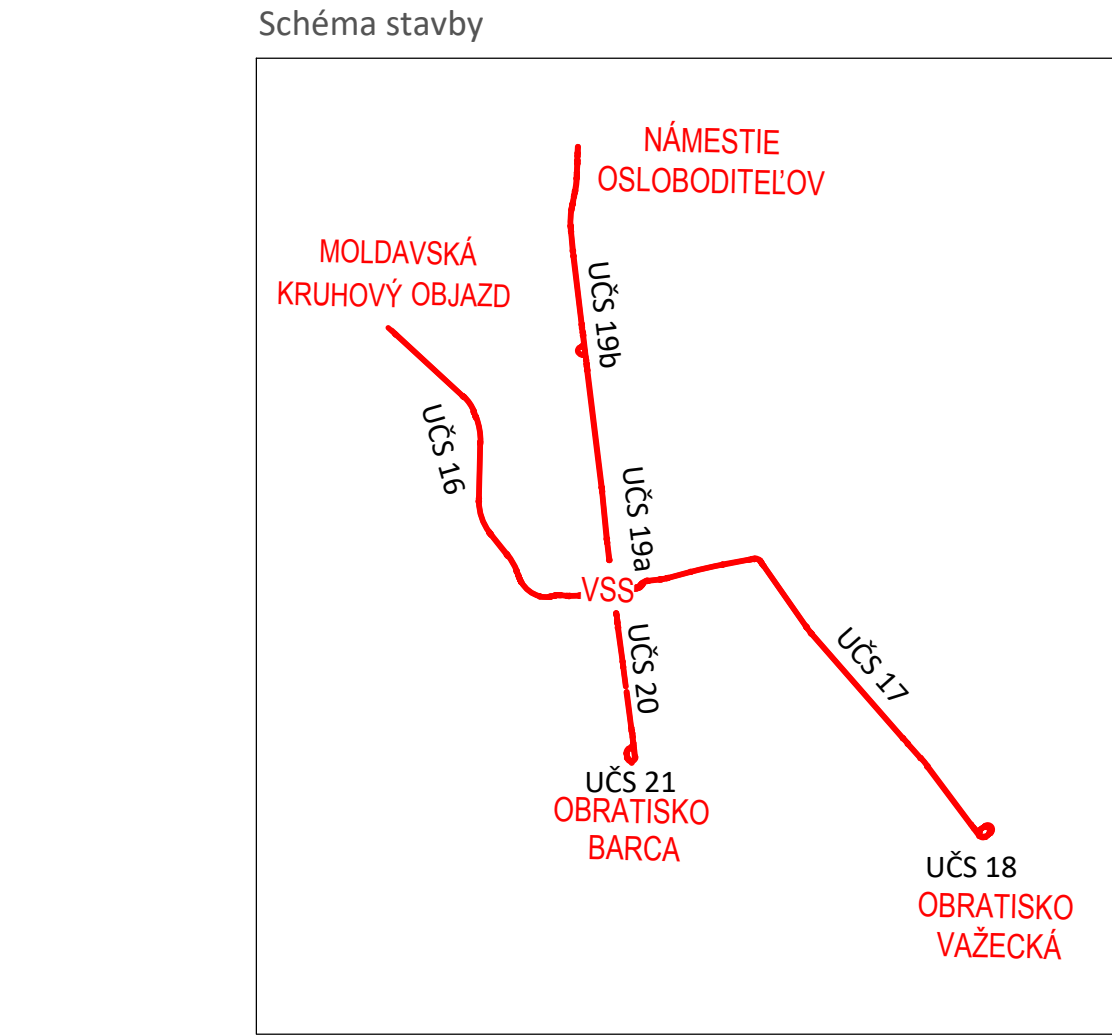 Schéma stavby
NÁMESTIE
OSLOBODITEĽOV
MOLDAVSKÁ
KRUHOVÝ OBJAZD
UČS 19b
UČS 16
UČS 19a
VSS
UČS 20
UČS 17
UČS 21
OBRATISKO
BARCA
UČS 18
OBRATISKO
VAŽECKÁ